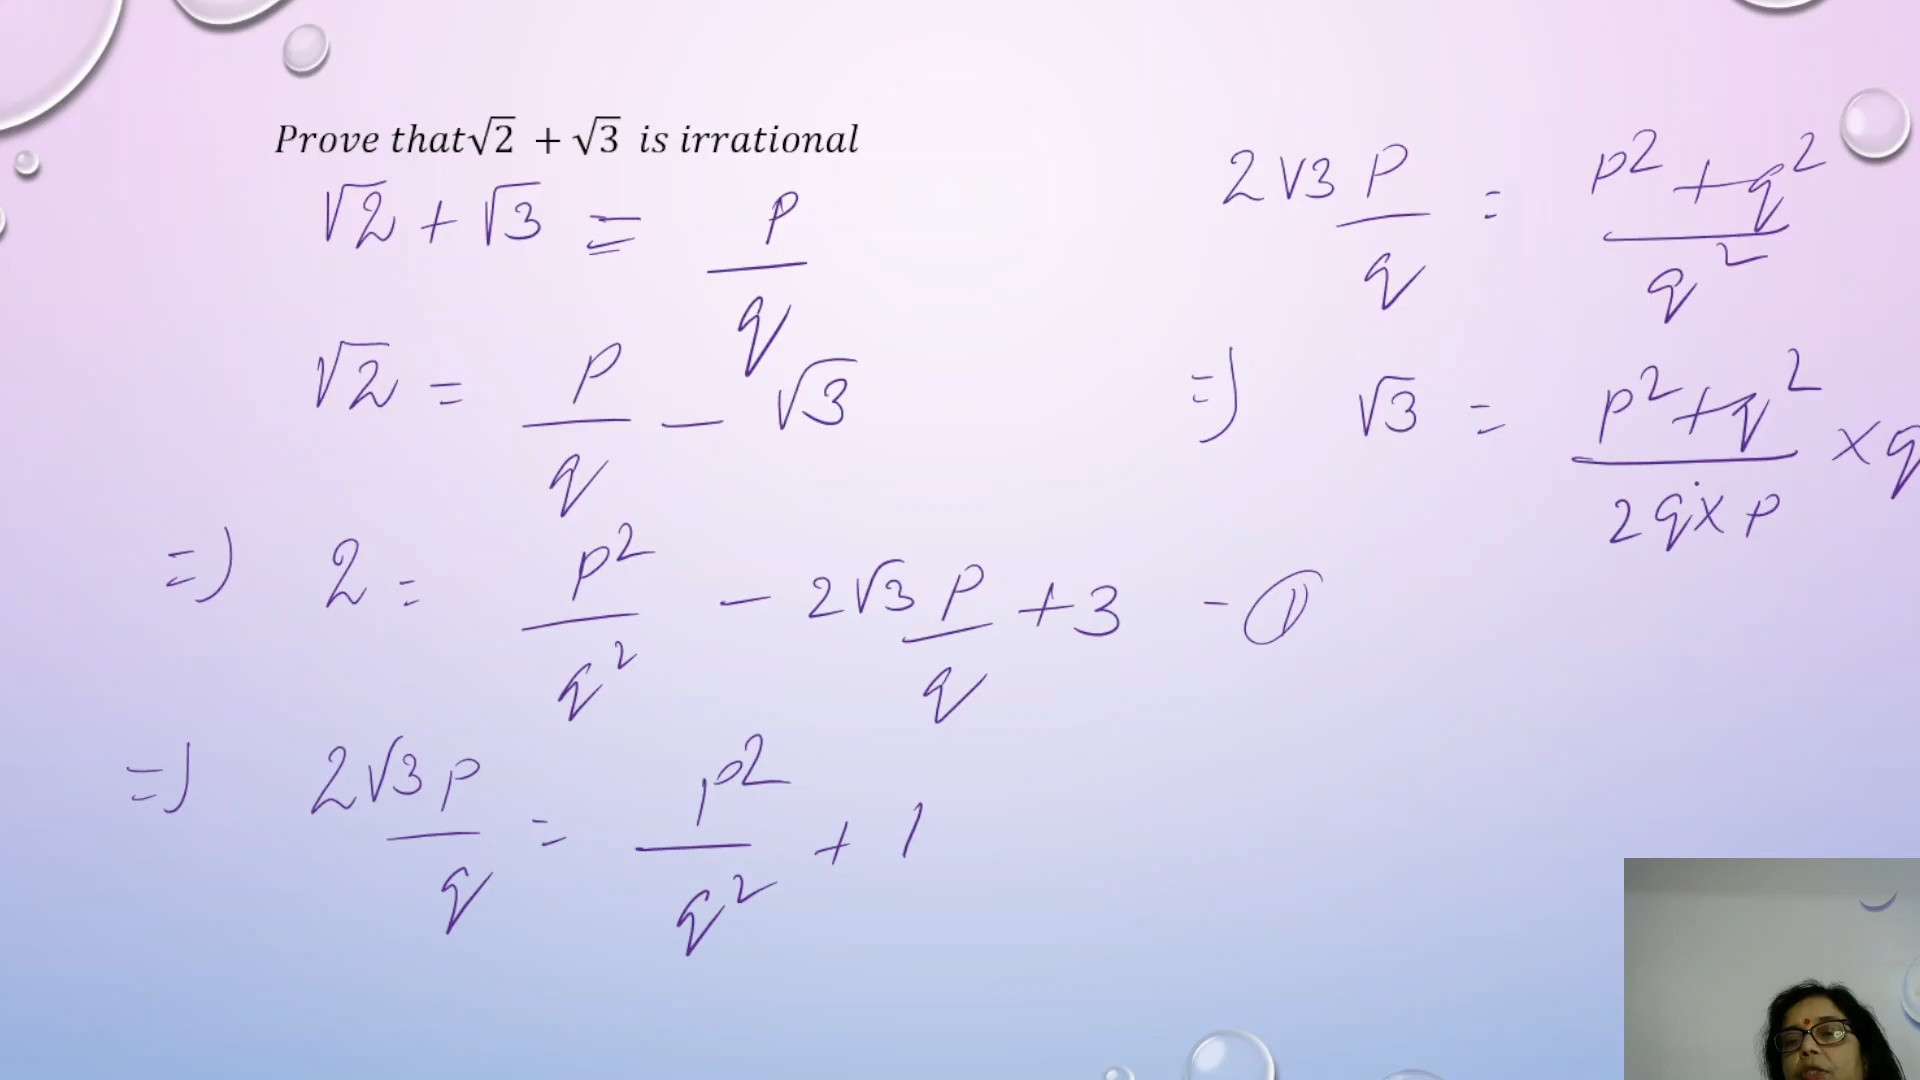 Prove that√2 + √3 is irrational
√2 + √3 = p/q
√2 = p/q - √3
=) 2 = p²/q² - 2√3 p/q + 3 - ①
=) 2√3 p/q = p²/q² + 1
2√3 p/q = p² + q²/q²
=) √3 = p² + q²/2q × p × q